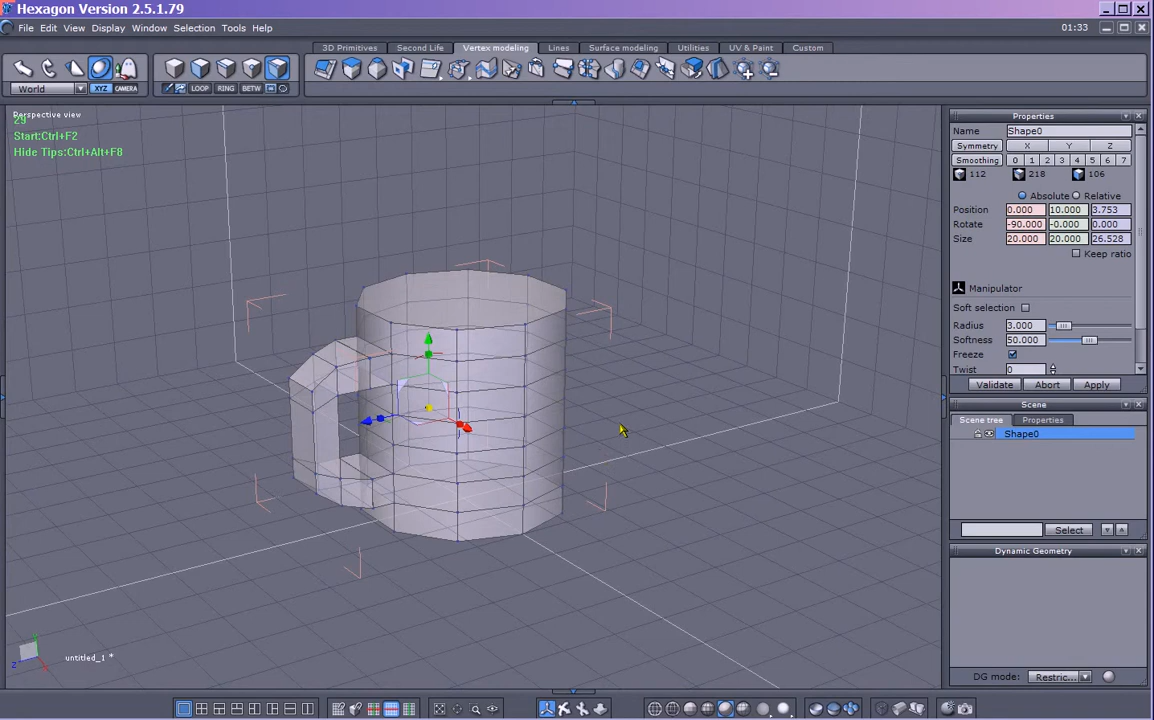 Hexagon Version 2.5.1.79
File Edit View Display Window Selection Tools Help
01:33
3D Primitives Second Life Vertex modeling Lines Surface modeling Utilities UV & Paint Custom
World XYZ CAMERA LOOP RING BETW
Perspective view
Start:Ctrl+F2
Hide Tips:Ctrl+Alt+F8
Properties
Name Shape0
Symmetry X Y Z
Smoothing 0 1 2 3 4 5 6 7
112 218 106
Absolute Relative
Position 0.000 10.000 3.753
Rotate -90.000 -0.000 0.000
Size 20.000 20.000 26.528
Keep ratio
Manipulator
Soft selection
Radius 3.000
Softness 50.000
Freeze
Twist 0
Validate Abort Apply
Scene
Scene tree Properties
Shape0
Select
Dynamic Geometry
Z X
untitled_1 *
DG mode: Restric...